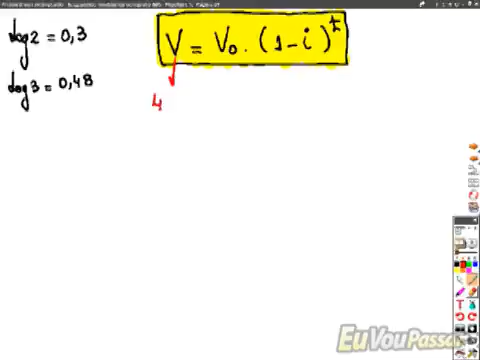 log 2 = 0,3
log 3 = 0,48
V = V₀ . (1 - i)^t
4
EuVouPassar